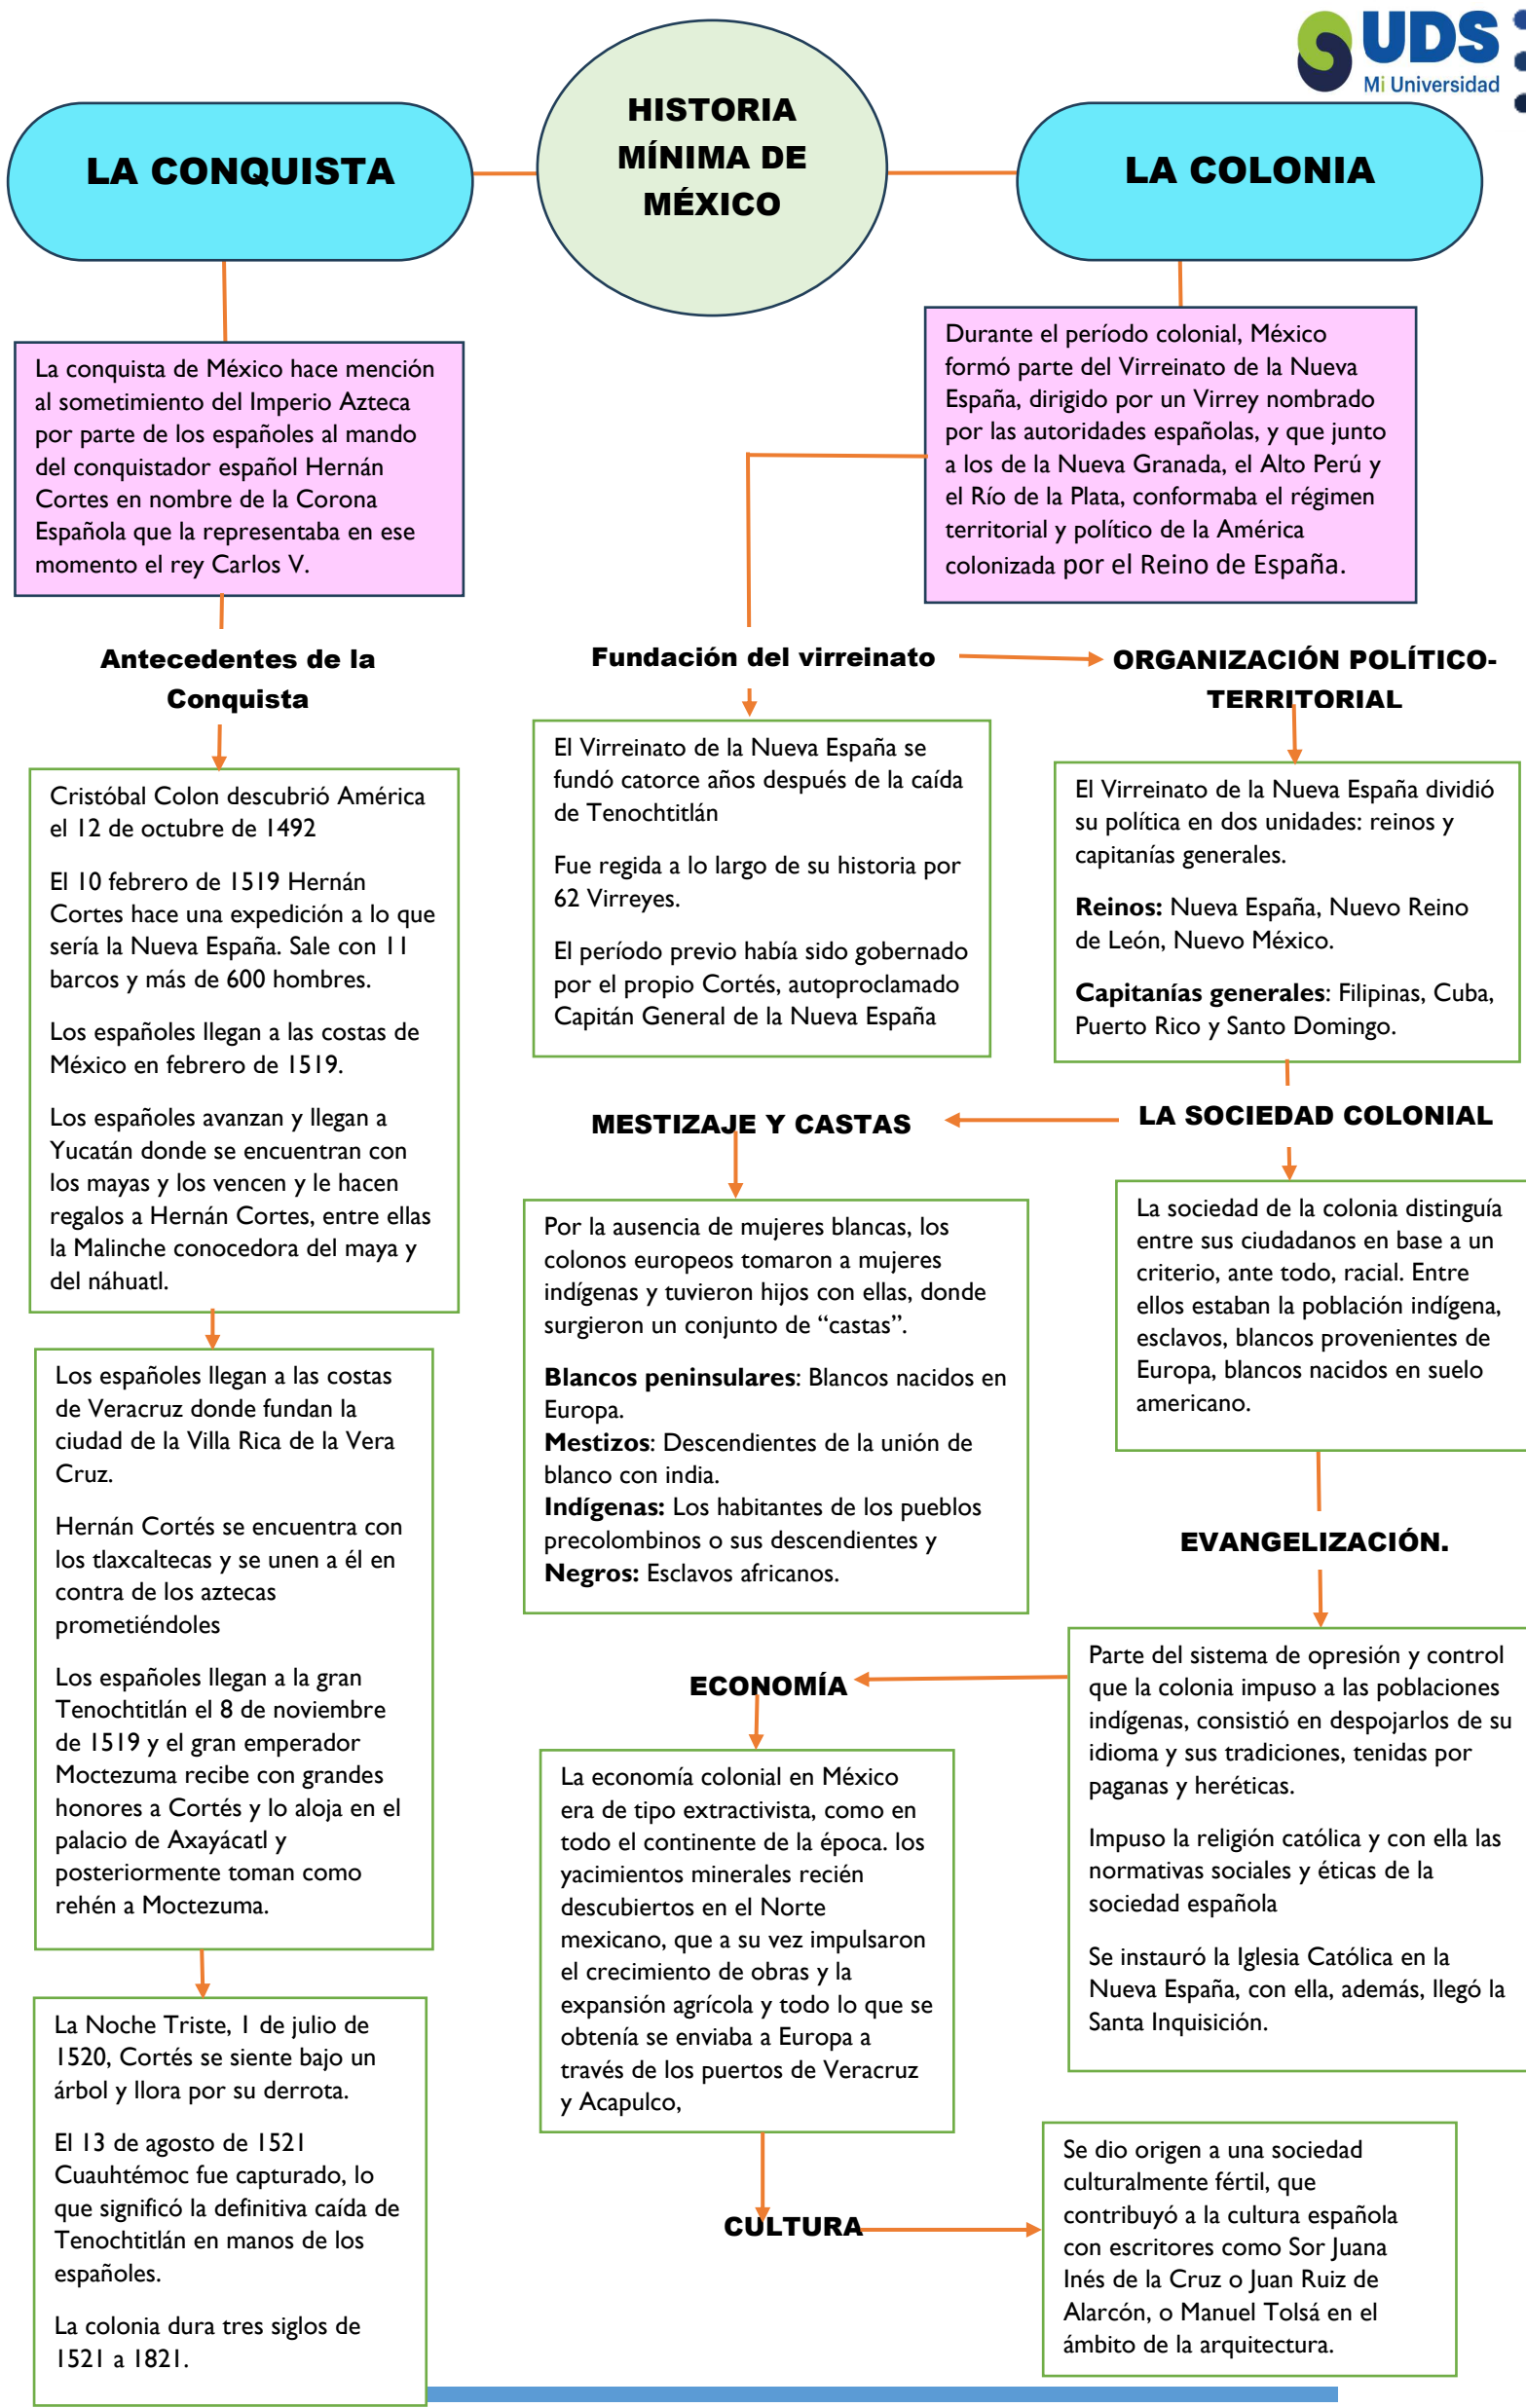 UDS
Mi Universidad
HISTORIA
MÍNIMA DE
MÉXICO
LA CONQUISTA
LA COLONIA
La conquista de México hace mención
al sometimiento del Imperio Azteca
por parte de los españoles al mando
del conquistador español Hernán
Cortes en nombre de la Corona
Española que la representaba en ese
momento el rey Carlos V.
Antecedentes de la
Conquista
Cristóbal Colon descubrió América
el 12 de octubre de 1492
El 10 febrero de 1519 Hernán
Cortes hace una expedición a lo que
sería la Nueva España. Sale con 11
barcos y más de 600 hombres.
Los españoles llegan a las costas de
México en febrero de 1519.
Los españoles avanzan y llegan a
Yucatán donde se encuentran con
los mayas y los vencen y le hacen
regalos a Hernán Cortes, entre ellas
la Malinche conocedora del maya y
del náhuatl.
Los españoles llegan a las costas
de Veracruz donde fundan la
ciudad de la Villa Rica de la Vera
Cruz.
Hernán Cortés se encuentra con
los tlaxcaltecas y se unen a él en
contra de los aztecas
prometiéndoles
Los españoles llegan a la gran
Tenochtitlán el 8 de noviembre
de 1519 y el gran emperador
Moctezuma recibe con grandes
honores a Cortés y lo aloja en el
palacio de Axayácatl y
posteriormente toman como
rehén a Moctezuma.
La Noche Triste, 1 de julio de
1520, Cortés se siente bajo un
árbol y llora por su derrota.
El 13 de agosto de 1521
Cuauhtémoc fue capturado, lo
que significó la definitiva caída de
Tenochtitlán en manos de los
españoles.
La colonia dura tres siglos de
1521 a 1821.
Durante el período colonial, México
formó parte del Virreinato de la Nueva
España, dirigido por un Virrey nombrado
por las autoridades españolas, y que junto
a los de la Nueva Granada, el Alto Perú y
el Río de la Plata, conformaba el régimen
territorial y político de la América
colonizada por el Reino de España.
Fundación del virreinato
El Virreinato de la Nueva España se
fundó catorce años después de la caída
de Tenochtitlán
Fue regida a lo largo de su historia por
62 Virreyes.
El período previo había sido gobernado
por el propio Cortés, autoproclamado
Capitán General de la Nueva España
ORGANIZACIÓN POLÍTICO-
TERRITORIAL
El Virreinato de la Nueva España dividió
su política en dos unidades: reinos y
capitanías generales.
Reinos: Nueva España, Nuevo Reino
de León, Nuevo México.
Capitanías generales: Filipinas, Cuba,
Puerto Rico y Santo Domingo.
LA SOCIEDAD COLONIAL
La sociedad de la colonia distinguía
entre sus ciudadanos en base a un
criterio, ante todo, racial. Entre
ellos estaban la población indígena,
esclavos, blancos provenientes de
Europa, blancos nacidos en suelo
americano.
MESTIZAJE Y CASTAS
Por la ausencia de mujeres blancas, los
colonos europeos tomaron a mujeres
indígenas y tuvieron hijos con ellas, donde
surgieron un conjunto de “castas”.
Blancos peninsulares: Blancos nacidos en
Europa.
Mestizos: Descendientes de la unión de
blanco con india.
Indígenas: Los habitantes de los pueblos
precolombinos o sus descendientes y
Negros: Esclavos africanos.
EVANGELIZACIÓN.
Parte del sistema de opresión y control
que la colonia impuso a las poblaciones
indígenas, consistió en despojarlos de su
idioma y sus tradiciones, tenidas por
paganas y heréticas.
Impuso la religión católica y con ella las
normativas sociales y éticas de la
sociedad española
Se instauró la Iglesia Católica en la
Nueva España, con ella, además, llegó la
Santa Inquisición.
ECONOMÍA
La economía colonial en México
era de tipo extractivista, como en
todo el continente de la época. los
yacimientos minerales recién
descubiertos en el Norte
mexicano, que a su vez impulsaron
el crecimiento de obras y la
expansión agrícola y todo lo que se
obtenía se enviaba a Europa a
través de los puertos de Veracruz
y Acapulco,
CULTURA
Se dio origen a una sociedad
culturalmente fértil, que
contribuyó a la cultura española
con escritores como Sor Juana
Inés de la Cruz o Juan Ruiz de
Alarcón, o Manuel Tolsá en el
ámbito de la arquitectura.